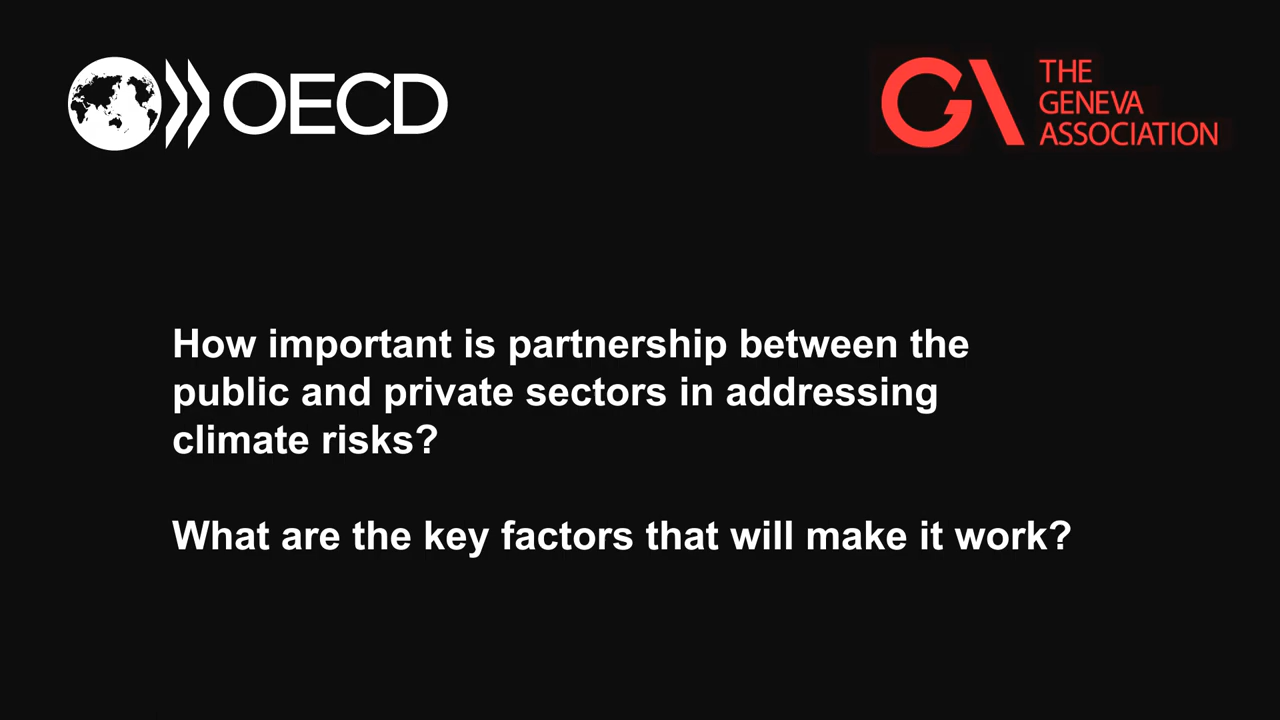 OECD
THE
GENEVA
ASSOCIATION
How important is partnership between the
public and private sectors in addressing
climate risks?
What are the key factors that will make it work?